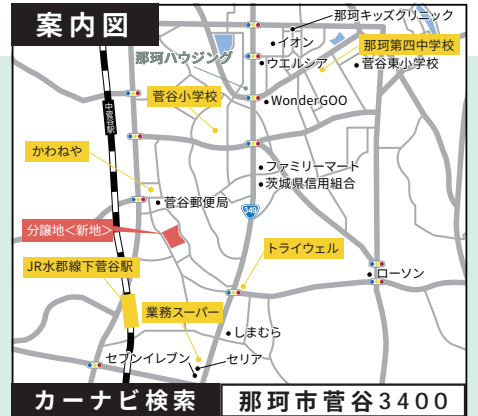 案内図
那珂キッズクリニック
イオン
那珂第四中学校
那珂ハウジング
ウエルシア
菅谷東小学校
菅谷小学校
WonderGOO
中菅谷駅
かわねや
ファミリーマート
茨城県信用組合
菅谷郵便局
349
分譲地<新地>
トライウェル
JR水郡線下菅谷駅
ローソン
業務スーパー
しまむら
セブンイレブン
セリア
カーナビ検索
那珂市菅谷3400